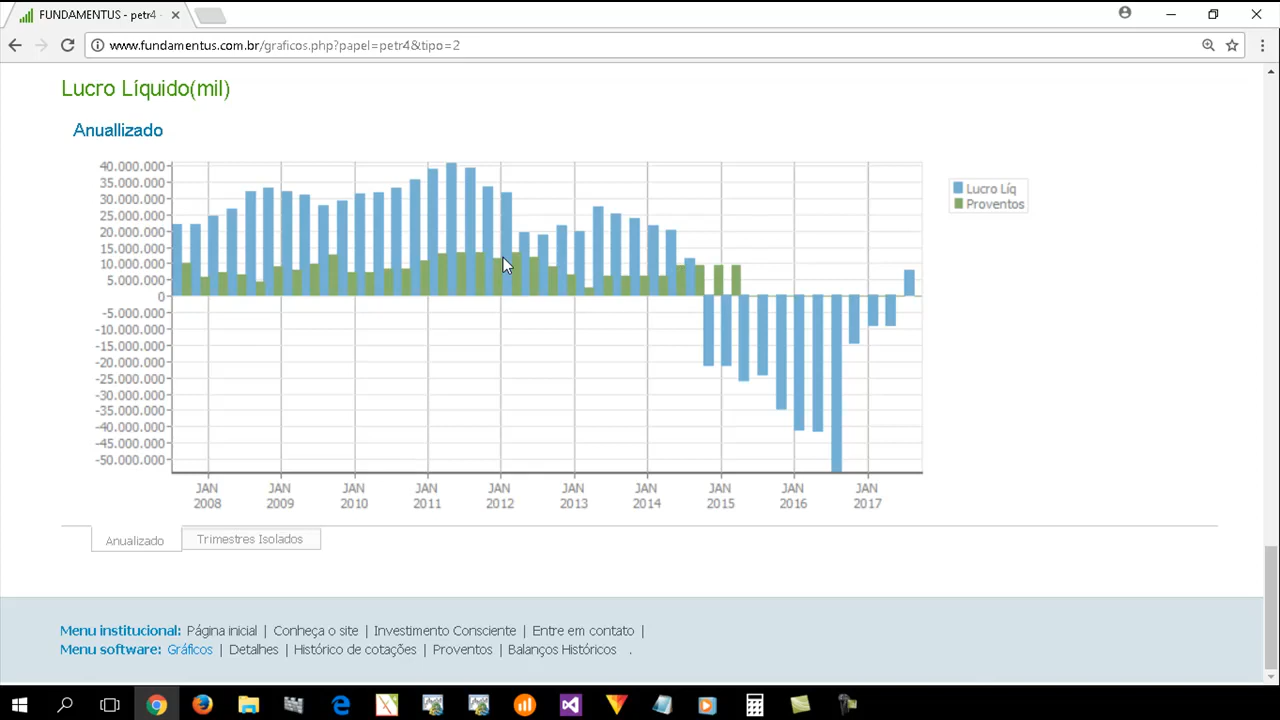 FUNDAMENTUS - petr4 -
www.fundamentus.com.br/graficos.php?papel=petr4&tipo=2
Lucro Líquido(mil)
Anuallizado
40.000.000
35.000.000
30.000.000
25.000.000
20.000.000
15.000.000
10.000.000
5.000.000
0
-5.000.000
-10.000.000
-15.000.000
-20.000.000
-25.000.000
-30.000.000
-35.000.000
-40.000.000
-45.000.000
-50.000.000
Lucro Líq
Proventos
JAN JAN JAN JAN JAN JAN JAN JAN JAN JAN
2008 2009 2010 2011 2012 2013 2014 2015 2016 2017
Anualizado Trimestres Isolados
Menu institucional: Página inicial | Conheça o site | Investimento Consciente | Entre em contato |
Menu software: Gráficos | Detalhes | Histórico de cotações | Proventos | Balanços Históricos .